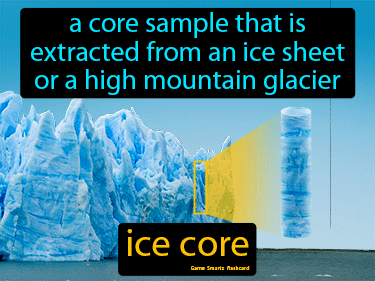 a core sample that is
extracted from an ice sheet
or a high mountain glacier
ice core
Game Smartz flashcard